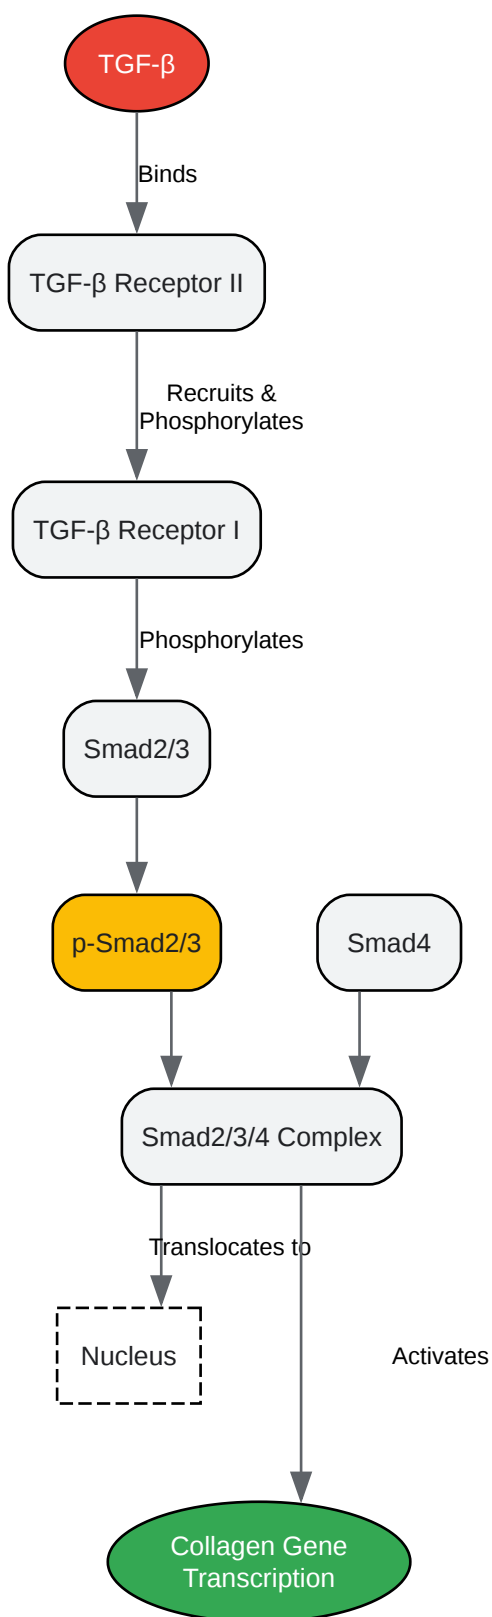 TGF-β
Binds
TGF-β Receptor II
Recruits &
Phosphorylates
TGF-β Receptor I
Phosphorylates
Smad2/3
p-Smad2/3
Smad4
Smad2/3/4 Complex
Translocates to
Nucleus
Activates
Collagen Gene
Transcription